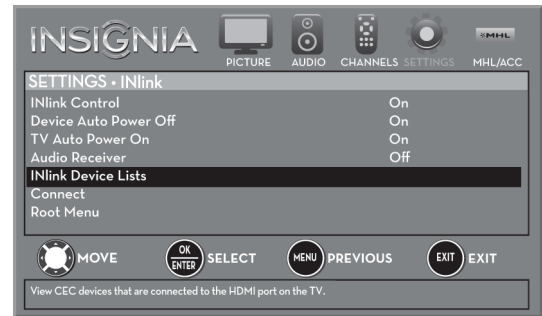 INSIGNIA
PICTURE AUDIO CHANNELS SETTINGS MHL MHL/ACC
SETTINGS • INlink
INlink Control On
Device Auto Power Off On
TV Auto Power On On
Audio Receiver Off
INlink Device Lists
Connect
Root Menu
MOVE OK ENTER SELECT MENU PREVIOUS EXIT EXIT
View CEC devices that are connected to the HDMI port on the TV.